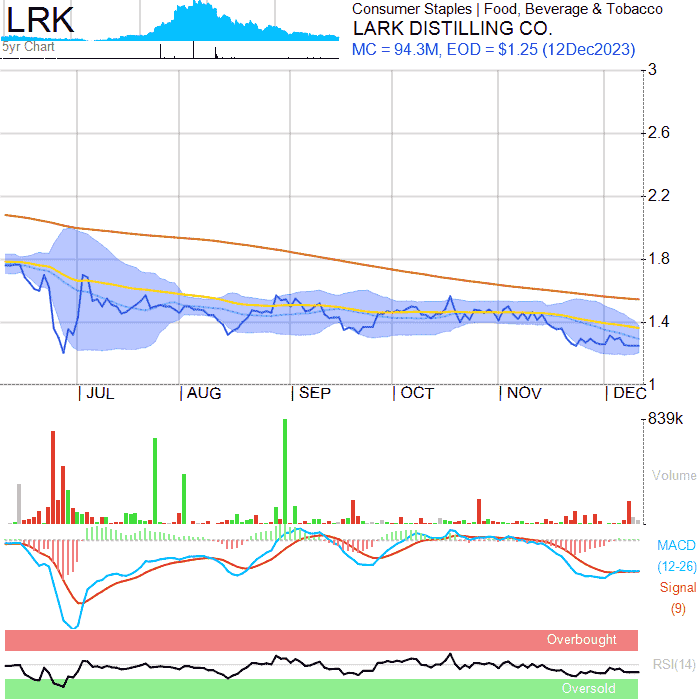 LRK
5yr Chart
Consumer Staples | Food, Beverage & Tobacco
LARK DISTILLING CO.
MC = 94.3M, EOD = $1.25 (12Dec2023)
3
2.6
2.2
1.8
1.4
1
JUL AUG SEP OCT NOV DEC
839k
Volume
MACD
(12-26)
Signal
(9)
Overbought
RSI(14)
Oversold